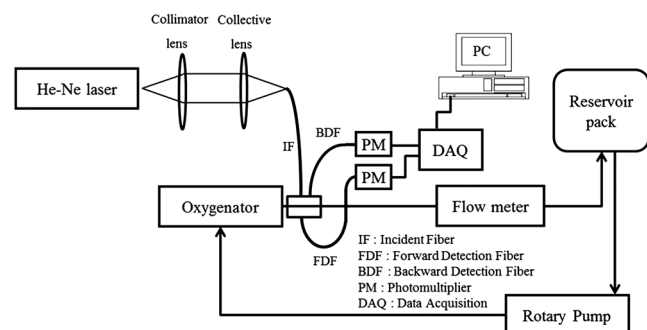 Collimator
lens
Collective
lens
He-Ne laser
PC
Reservoir
pack
IF
BDF
PM
DAQ
PM
Oxygenator
Flow meter
FDF
IF : Incident Fiber
FDF : Forward Detection Fiber
BDF : Backward Detection Fiber
PM : Photomultiplier
DAQ : Data Acquisition
Rotary Pump